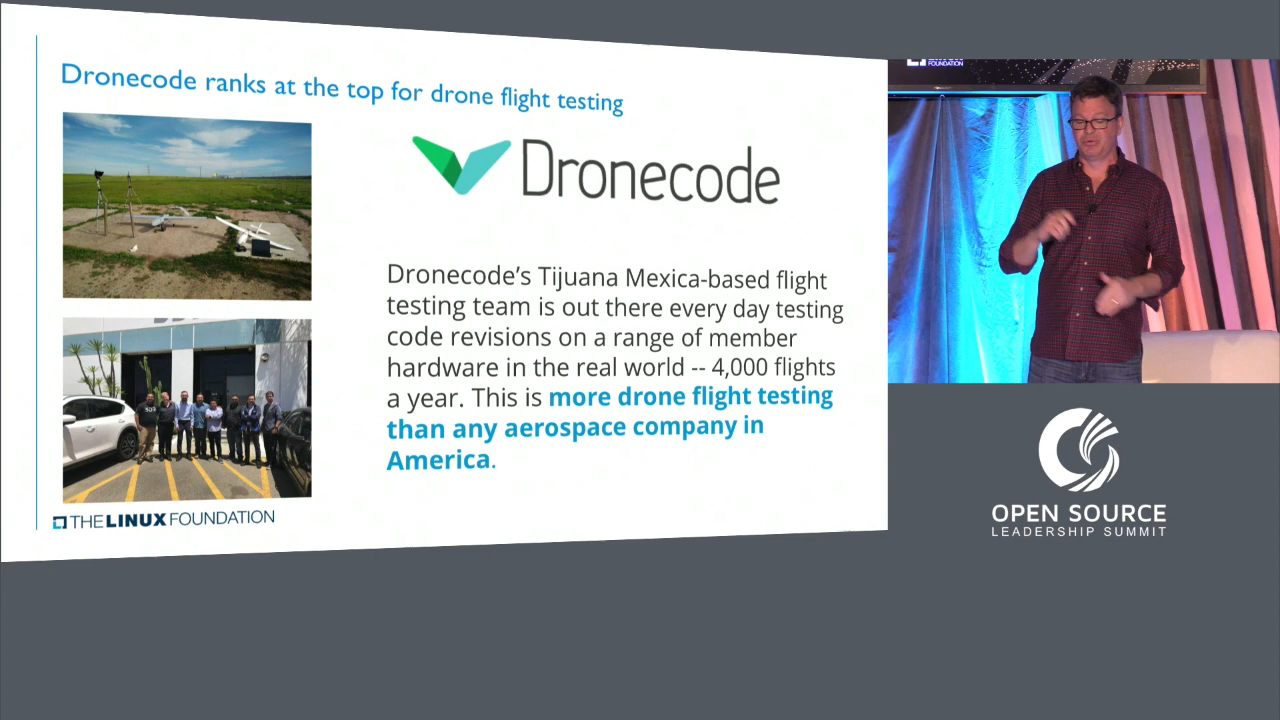 Dronecode ranks at the top for drone flight testing
Dronecode
Dronecode's Tijuana Mexica-based flight
testing team is out there every day testing
code revisions on a range of member
hardware in the real world -- 4,000 flights
a year. This is more drone flight testing
than any aerospace company in
America.
THE LINUX FOUNDATION
FOUNDATION
OPEN SOURCE
LEADERSHIP SUMMIT